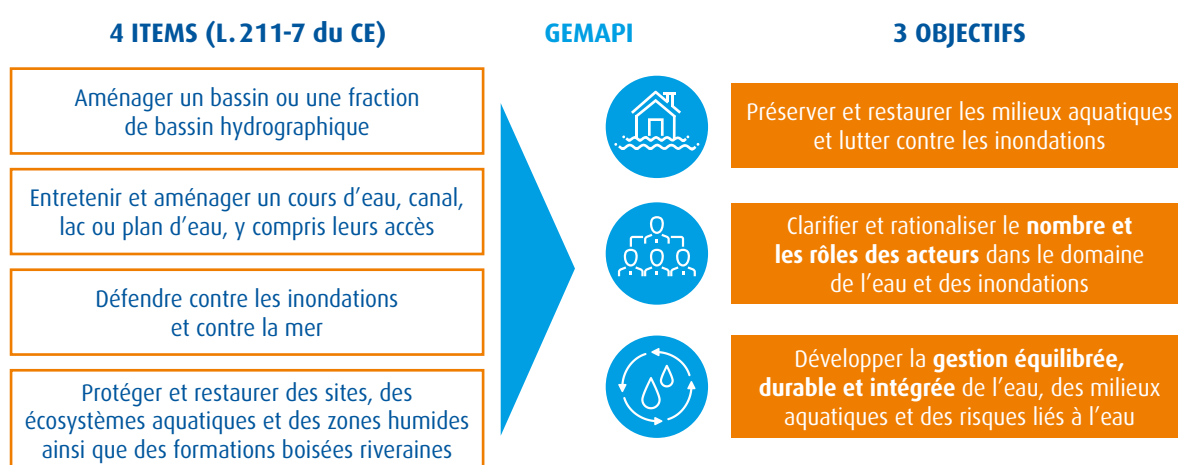 4 ITEMS (L. 211-7 du CE)
GEMAPI
3 OBJECTIFS
Aménager un bassin ou une fraction
de bassin hydrographique
Entretenir et aménager un cours d’eau, canal,
lac ou plan d’eau, y compris leurs accès
Défendre contre les inondations
et contre la mer
Protéger et restaurer des sites, des
écosystèmes aquatiques et des zones humides
ainsi que des formations boisées riveraines
Préserver et restaurer les milieux aquatiques
et lutter contre les inondations
Clarifier et rationaliser le nombre et
les rôles des acteurs dans le domaine
de l’eau et des inondations
Développer la gestion équilibrée,
durable et intégrée de l’eau, des milieux
aquatiques et des risques liés à l’eau